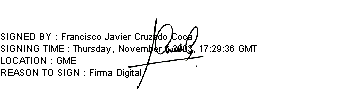 SIGNED BY : Francisco Javier Cruzado Coca
SIGNING TIME : Thursday, November 17:29:36 GMT
LOCATION : GME
REASON TO SIGN : Firma Digital